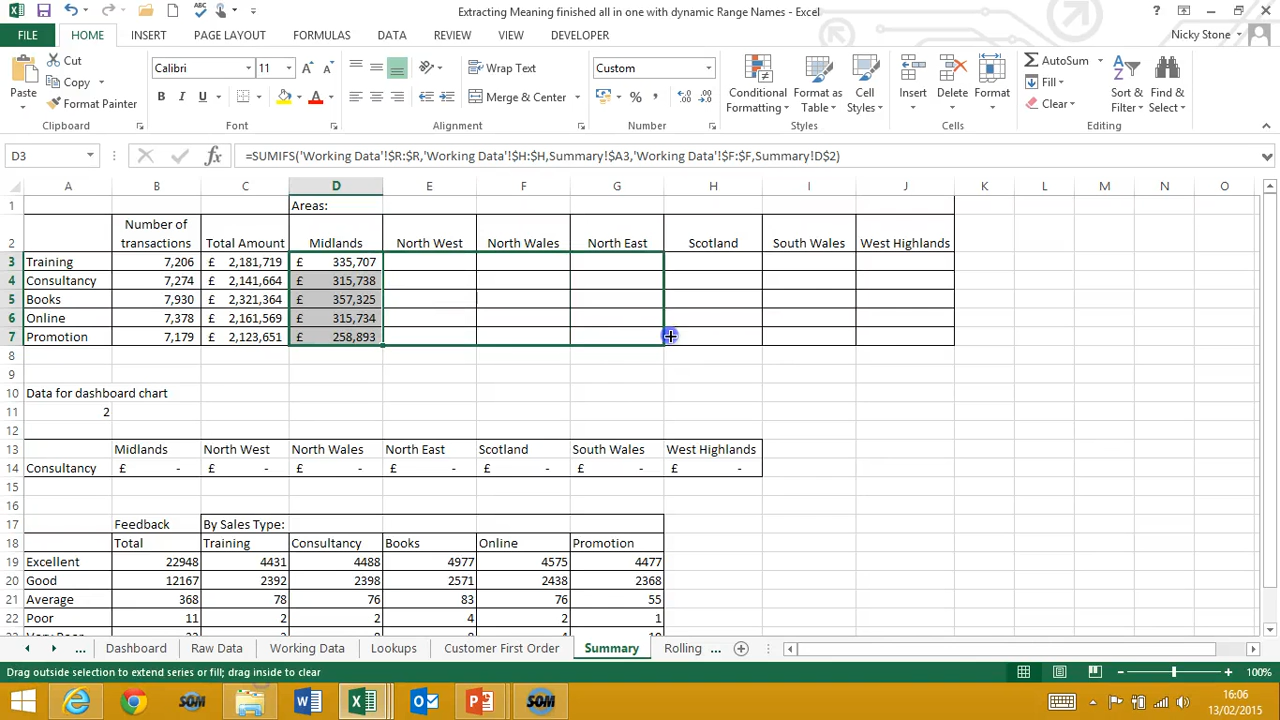 Extracting Meaning finished all in one with dynamic Range Names - Excel
FILE HOME INSERT PAGE LAYOUT FORMULAS DATA REVIEW VIEW DEVELOPER Nicky Stone
Paste Cut Copy Format Painter
Calibri 11 Wrap Text Merge & Center Custom
Conditional Formatting Format as Table Cell Styles Insert Delete Format
AutoSum Fill Clear Sort & Filter Find & Select
Clipboard Font Alignment Number Styles Cells Editing
D3 fx =SUMIFS('Working Data'!$R:$R,'Working Data'!$H:$H,Summary!$A3,'Working Data'!$F:$F,Summary!D$2)
A B C D E F G H I J K L M N O
1 Areas:
2 Number of transactions Total Amount Midlands North West North Wales North East Scotland South Wales West Highlands
3 Training 7,206 £ 2,181,719 £ 335,707
4 Consultancy 7,274 £ 2,141,664 £ 315,738
5 Books 7,930 £ 2,321,364 £ 357,325
6 Online 7,378 £ 2,161,569 £ 315,734
7 Promotion 7,179 £ 2,123,651 £ 258,893
8
9
10 Data for dashboard chart
11 2
12
13 Midlands North West North Wales North East Scotland South Wales West Highlands
14 Consultancy £ - £ - £ - £ - £ - £ - £ -
15
16
17 Feedback By Sales Type:
18 Total Training Consultancy Books Online Promotion
19 Excellent 22948 4431 4488 4977 4575 4477
20 Good 12167 2392 2398 2571 2438 2368
21 Average 368 78 76 83 76 55
22 Poor 11 2 2 4 2 1
... Dashboard Raw Data Working Data Lookups Customer First Order Summary Rolling ...
Drag outside selection to extend series or fill; drag inside to clear 100%
SOM SOM 16:06
13/02/2015